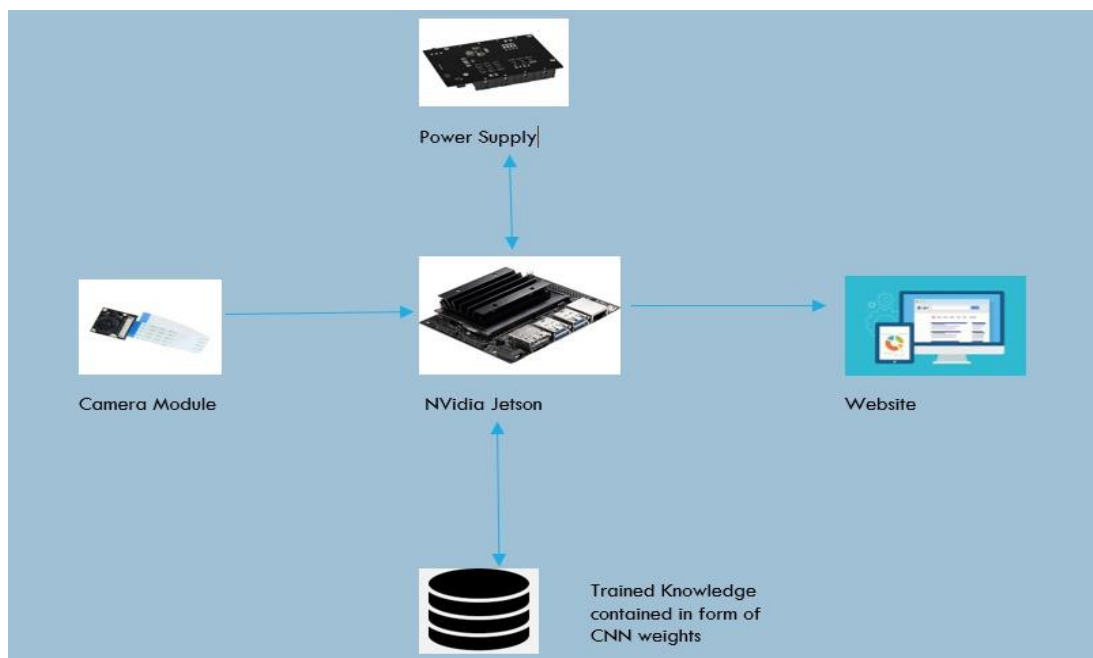 Power Supply
Camera Module
NVidia Jetson
Website
Trained Knowledge
contained in form of
CNN weights